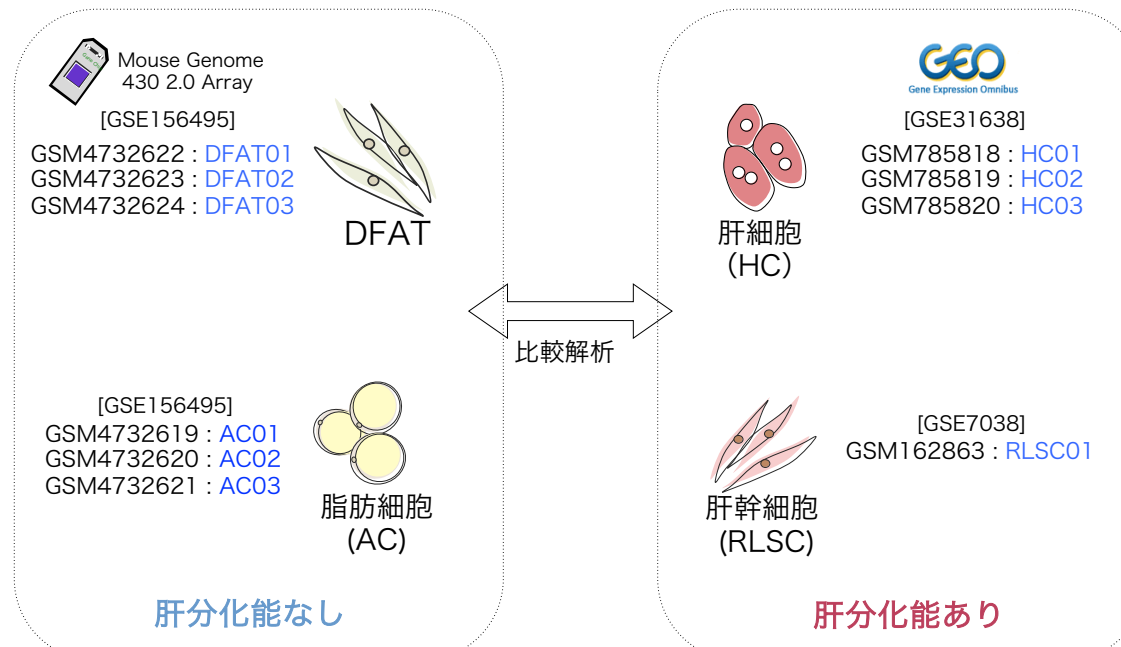 Mouse Genome
430 2.0 Array
[GSE156495]
GSM4732622 : DFAT01
GSM4732623 : DFAT02
GSM4732624 : DFAT03
DFAT
[GSE156495]
GSM4732619 : AC01
GSM4732620 : AC02
GSM4732621 : AC03
脂肪細胞
(AC)
肝分化能なし
比較解析
GEO
Gene Expression Omnibus
[GSE31638]
GSM785818 : HC01
GSM785819 : HC02
GSM785820 : HC03
肝細胞
（HC）
[GSE7038]
GSM162863 : RLSC01
肝幹細胞
(RLSC)
肝分化能あり